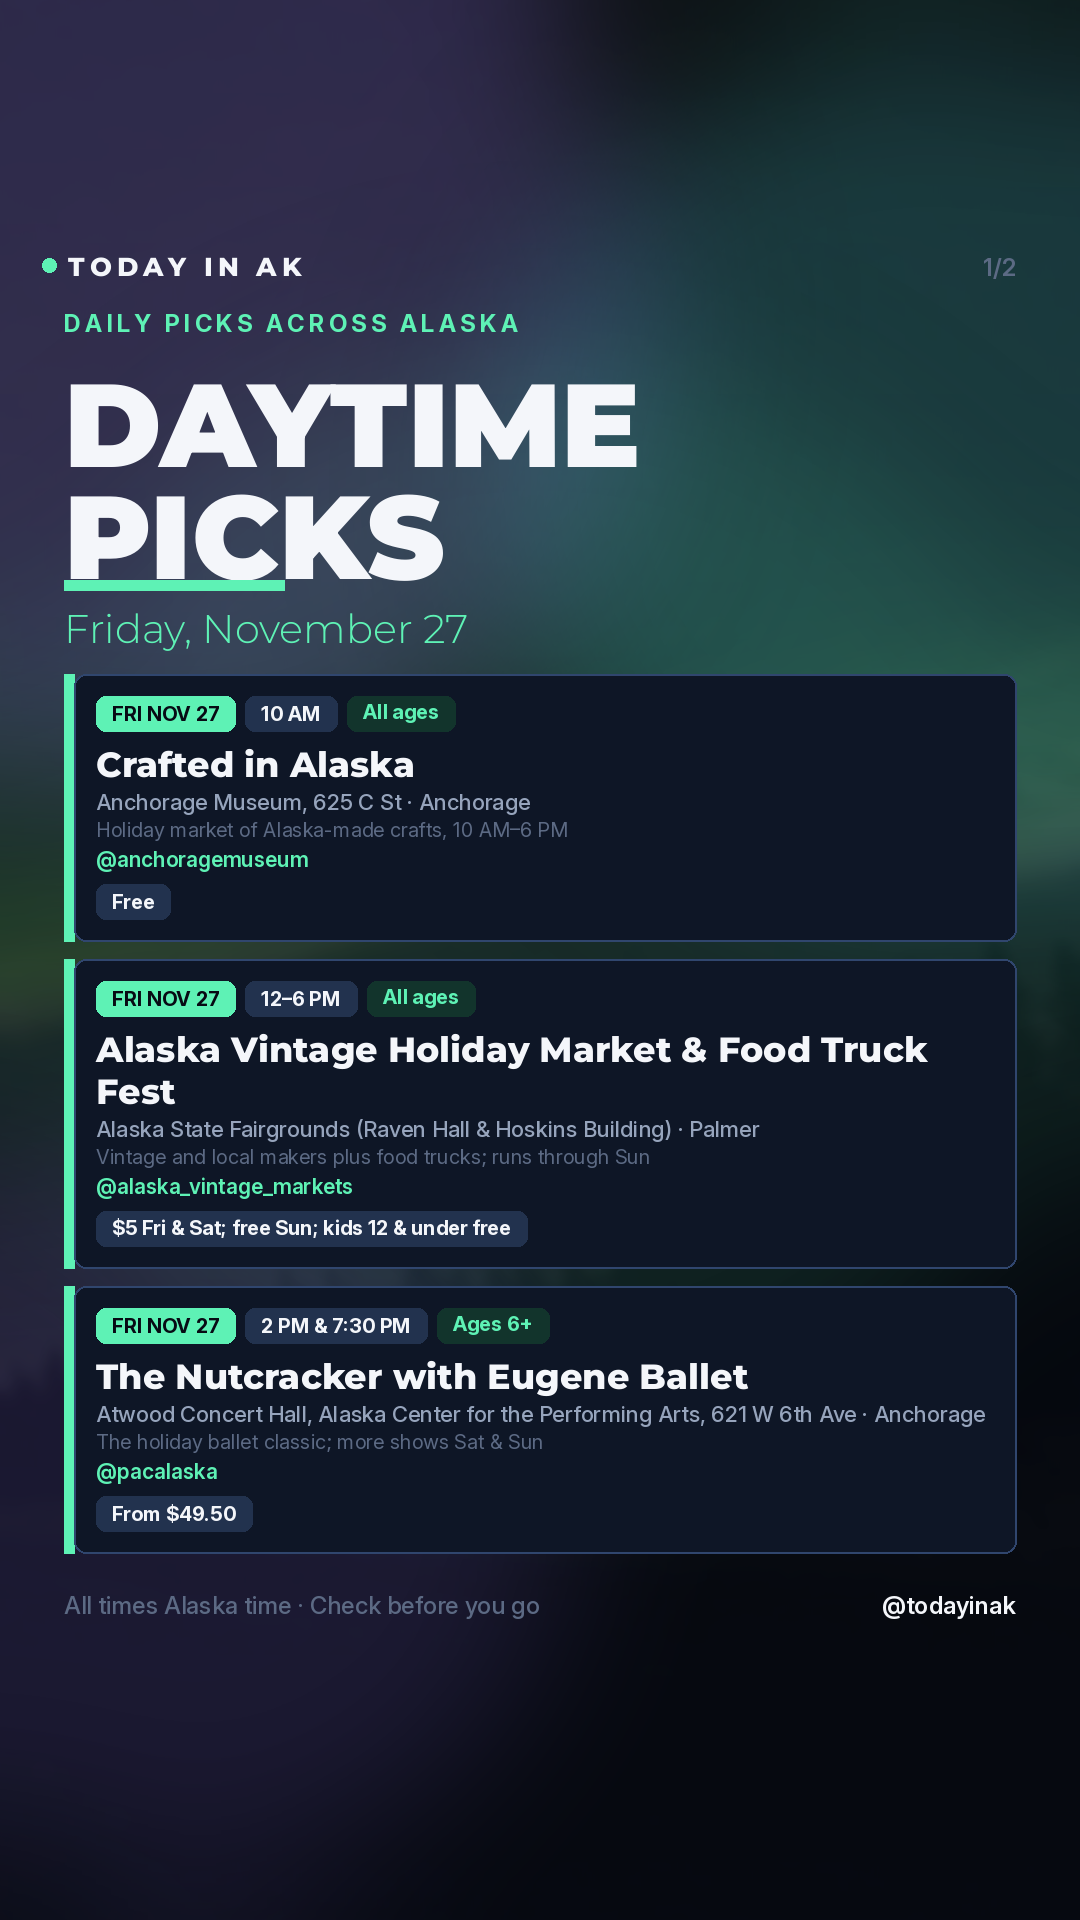 TODAY IN AK
1/2
DAILY PICKS ACROSS ALASKA
DAYTIME
PICKS
Friday, November 27
FRI NOV 27 10 AM All ages
Crafted in Alaska
Anchorage Museum, 625 C St · Anchorage
Holiday market of Alaska-made crafts, 10 AM–6 PM
@anchoragemuseum
Free
FRI NOV 27 12–6 PM All ages
Alaska Vintage Holiday Market & Food Truck
Fest
Alaska State Fairgrounds (Raven Hall & Hoskins Building) · Palmer
Vintage and local makers plus food trucks; runs through Sun
@alaska_vintage_markets
$5 Fri & Sat; free Sun; kids 12 & under free
FRI NOV 27 2 PM & 7:30 PM Ages 6+
The Nutcracker with Eugene Ballet
Atwood Concert Hall, Alaska Center for the Performing Arts, 621 W 6th Ave · Anchorage
The holiday ballet classic; more shows Sat & Sun
@pacalaska
From $49.50
All times Alaska time · Check before you go
@todayinak